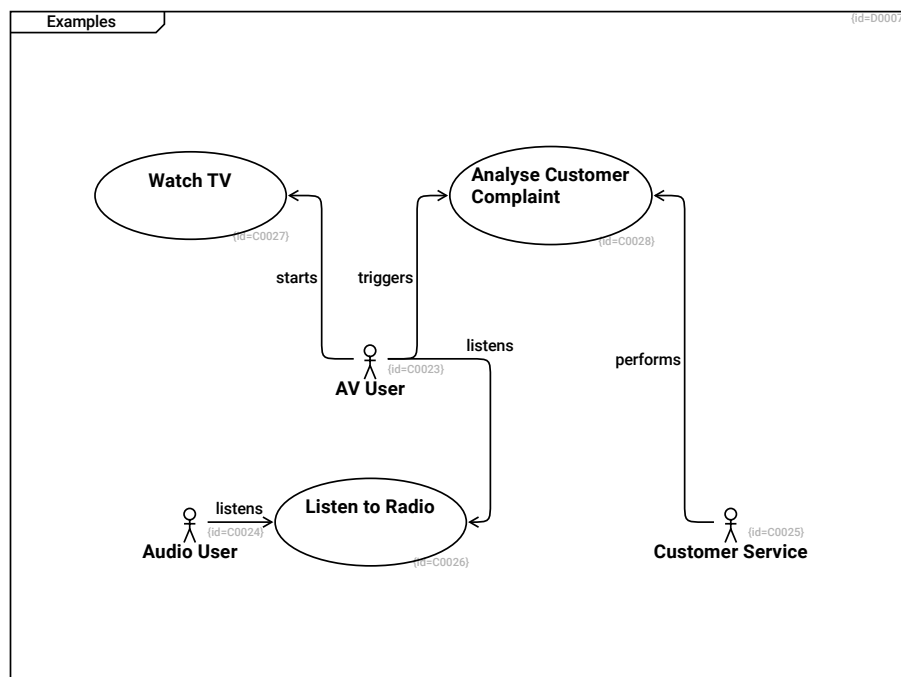 Examples
{id=D0007
Watch TV
{id=C0027}
Analyse Customer
Complaint
{id=C0028}
starts
triggers
listens
performs
{id=C0023}
AV User
listens
{id=C0024}
Audio User
Listen to Radio
{id=C0026}
{id=C0025}
Customer Service